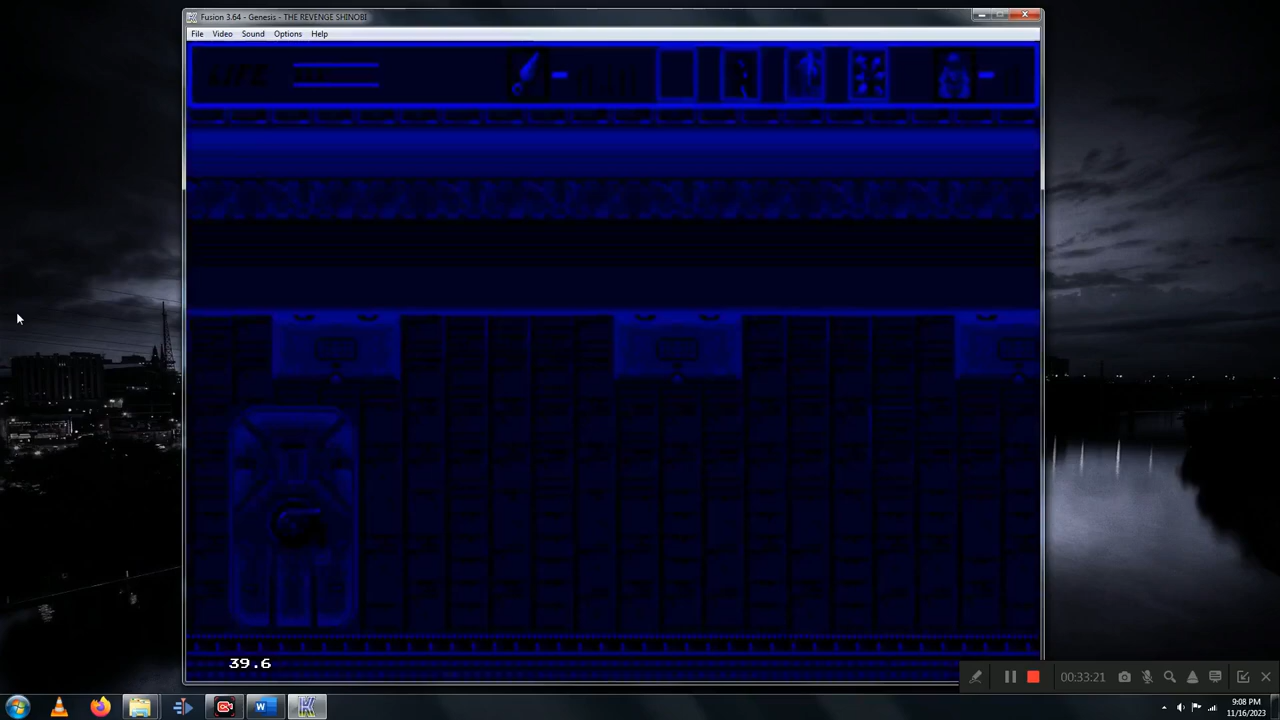 Fusion 3.64 - Genesis - THE REVENGE SHINOBI
File Video Sound Options Help
LIFE
39.6
00:33:21
W
9:08 PM
11/16/2023